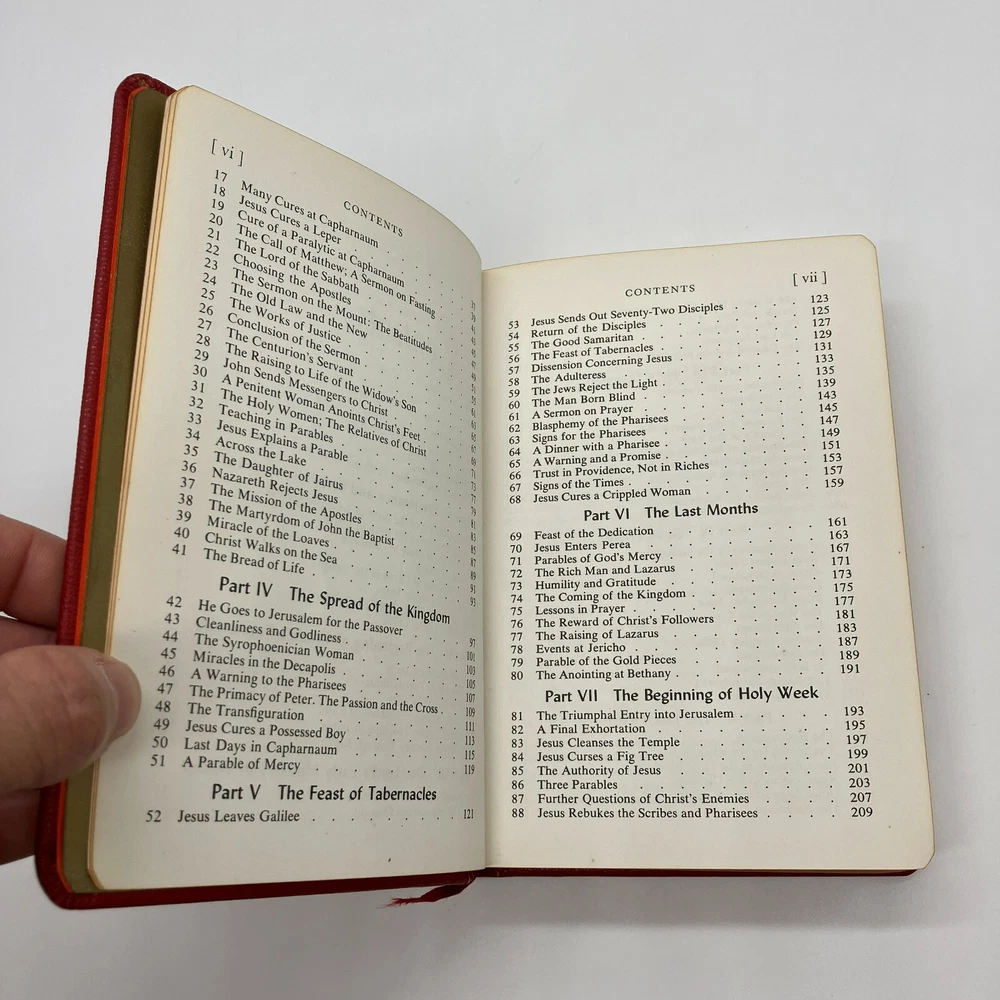 [ vi ]
CONTENTS
17 Many Cures at Capharnaum
18 Jesus Cures a Leper 39
19 Cure of a Paralytic at Capharnaum 41
20 The Call of Matthew; A Sermon on Fasting
21 The Lord of the Sabbath
22 Choosing the Apostles
23 The Sermon on the Mount: The Beatitudes
24 The Old Law and the New
25 The Works of Justice
26 Conclusion of the Sermon
27 The Centurion's Servant
28 The Raising to Life of the Widow's Son
29 John Sends Messengers to Christ
30 A Penitent Woman Anoints Christ's Feet
31 The Holy Women; The Relatives of Christ
32 Teaching in Parables 73
33 Jesus Explains a Parable 77
34 Across the Lake 79
35 The Daughter of Jairus 81
36 Nazareth Rejects Jesus 83
37 The Mission of the Apostles 85
38 The Martyrdom of John the Baptist 87
39 Miracle of the Loaves 89
40 Christ Walks on the Sea 91
41 The Bread of Life 93
Part IV The Spread of the Kingdom
42 He Goes to Jerusalem for the Passover 97
43 Cleanliness and Godliness 101
44 The Syrophoenician Woman 103
45 Miracles in the Decapolis 105
46 A Warning to the Pharisees 107
47 The Primacy of Peter. The Passion and the Cross 109
48 The Transfiguration 111
49 Jesus Cures a Possessed Boy 113
50 Last Days in Capharnaum 115
51 A Parable of Mercy 119
Part V The Feast of Tabernacles
52 Jesus Leaves Galilee 121
CONTENTS [ vii ]
53 Jesus Sends Out Seventy-Two Disciples 123
54 Return of the Disciples 125
55 The Good Samaritan 127
56 The Feast of Tabernacles 129
57 Dissension Concerning Jesus 131
58 The Adulteress 133
59 The Jews Reject the Light 135
60 The Man Born Blind 139
61 A Sermon on Prayer 143
62 Blasphemy of the Pharisees 145
63 Signs for the Pharisees 147
64 A Dinner with a Pharisee 149
65 A Warning and a Promise 151
66 Trust in Providence, Not in Riches 153
67 Signs of the Times 157
68 Jesus Cures a Crippled Woman 159
Part VI The Last Months
69 Feast of the Dedication 161
70 Jesus Enters Perea 163
71 Parables of God's Mercy 167
72 The Rich Man and Lazarus 171
73 Humility and Gratitude 173
74 The Coming of the Kingdom 175
75 Lessons in Prayer 177
76 The Reward of Christ's Followers 181
77 The Raising of Lazarus 183
78 Events at Jericho 187
79 Parable of the Gold Pieces 189
80 The Anointing at Bethany 191
Part VII The Beginning of Holy Week
81 The Triumphal Entry into Jerusalem 193
82 A Final Exhortation 195
83 Jesus Cleanses the Temple 197
84 Jesus Curses a Fig Tree 199
85 The Authority of Jesus 201
86 Three Parables 203
87 Further Questions of Christ's Enemies 207
88 Jesus Rebukes the Scribes and Pharisees 209